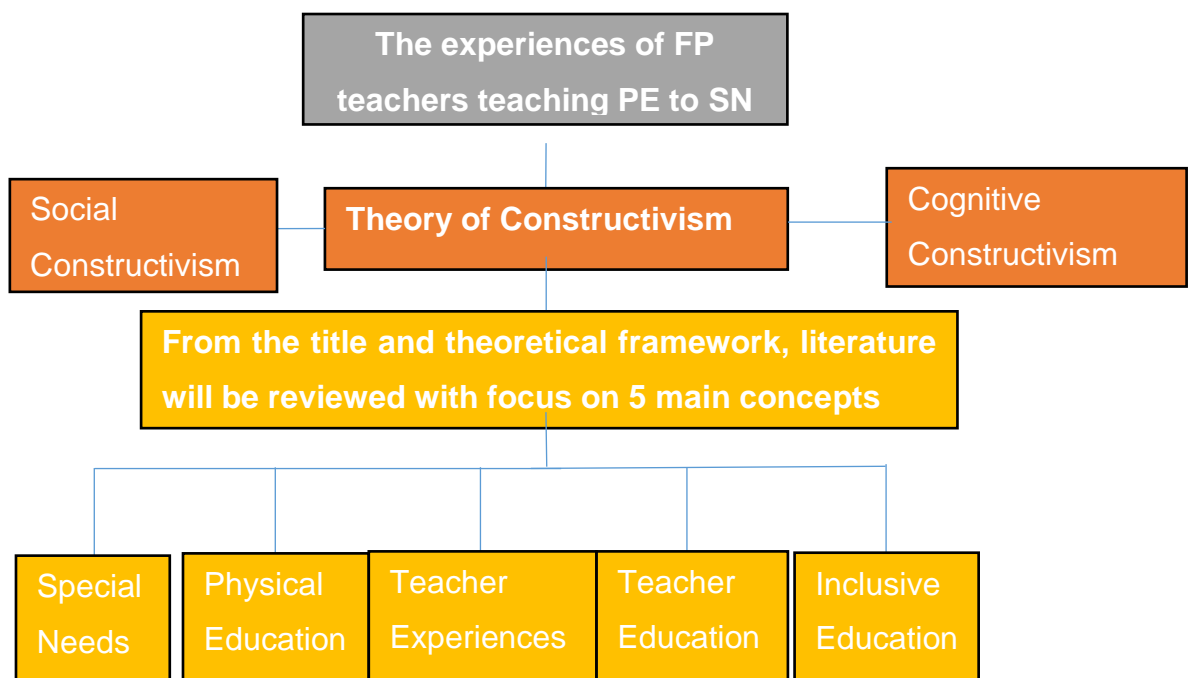 The experiences of FP
teachers teaching PE to SN
Social
Constructivism
Theory of Constructivism
Cognitive
Constructivism
From the title and theoretical framework, literature
will be reviewed with focus on 5 main concepts
Special
Needs
Physical
Education
Teacher
Experiences
Teacher
Education
Inclusive
Education